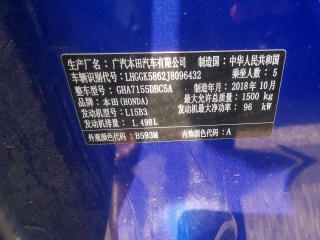 生产厂名：广汽本田汽车有限公司 制造国：中华人民共和国
车辆识别代号：LHGGK5862J8096432 乘坐人数：5
整车型号：GHA7155DBC5A 制造年月：2018年10月
品牌：本田(HONDA) 最大允许总质量：1500 kg
发动机型号：L15B3 发动机最大净功率：96 kW
发动机排量：1.498L
外观颜色代码：B593M 内饰颜色代码：A